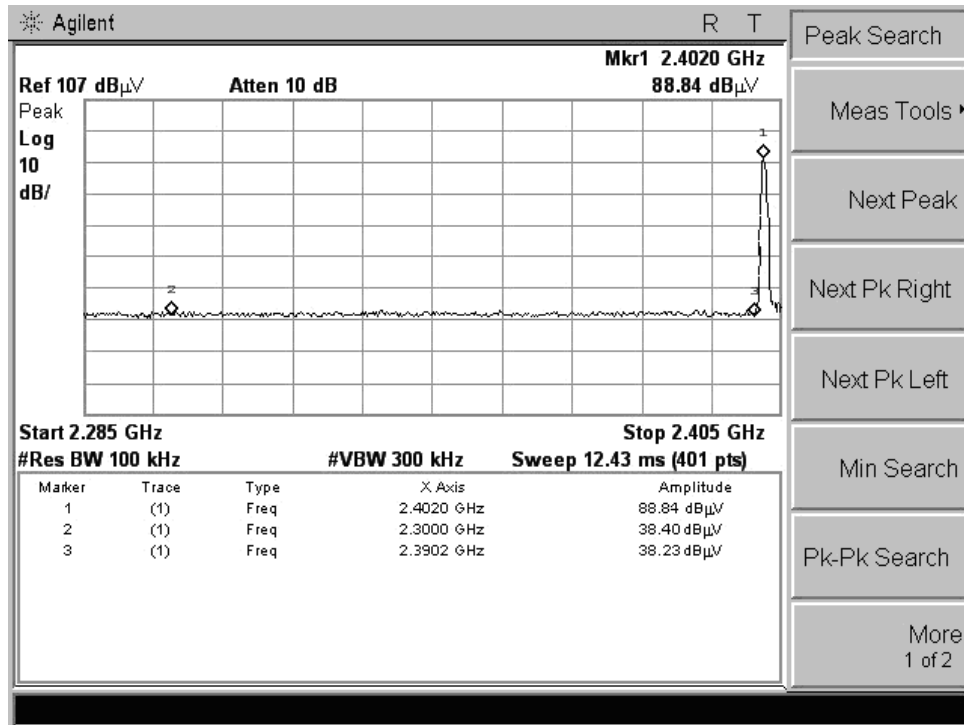 Agilent R T
Mkr1 2.4020 GHz
Ref 107 dBμV Atten 10 dB 88.84 dBμV
Peak
Log
10
dB/
1
2
3
Start 2.285 GHz Stop 2.405 GHz
#Res BW 100 kHz #VBW 300 kHz Sweep 12.43 ms (401 pts)
Marker Trace Type X Axis Amplitude
1 (1) Freq 2.4020 GHz 88.84 dBμV
2 (1) Freq 2.3000 GHz 38.40 dBμV
3 (1) Freq 2.3902 GHz 38.23 dBμV
Peak Search
Meas Tools
Next Peak
Next Pk Right
Next Pk Left
Min Search
Pk-Pk Search
More
1 of 2